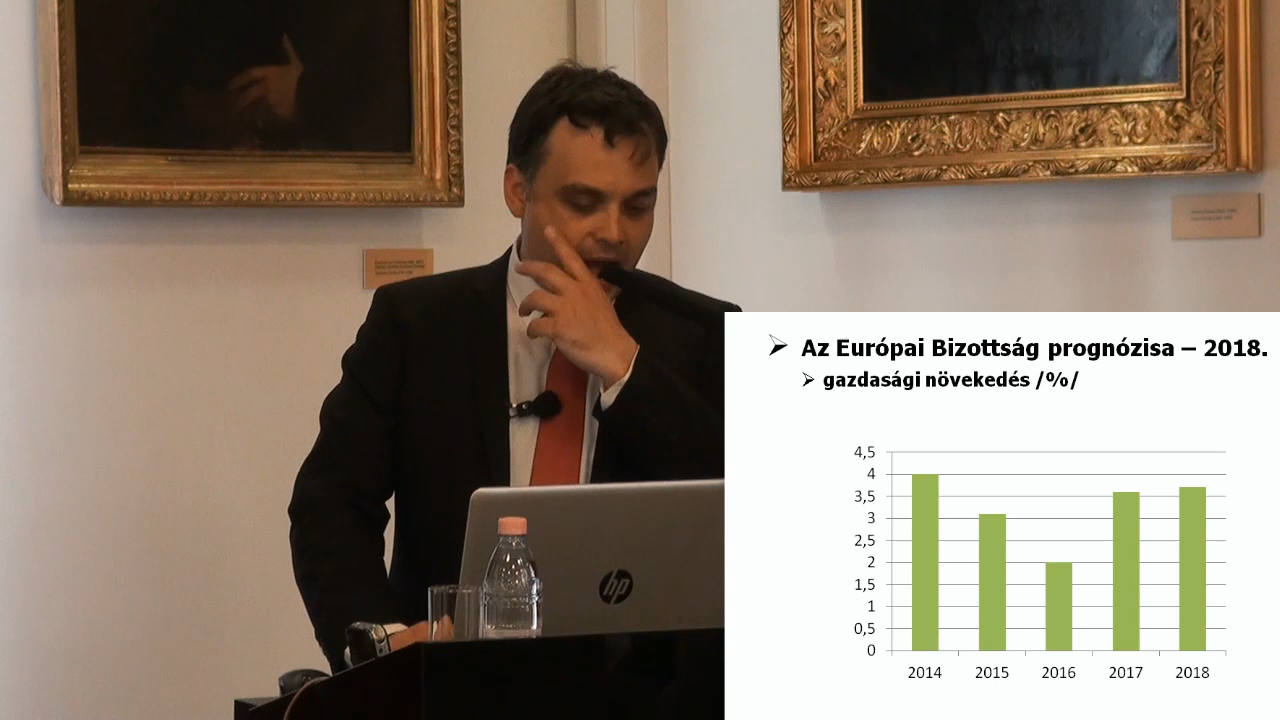 Az Európai Bizottság prognózisa – 2018.
gazdasági növekedés /%/
4,5
4
3,5
3
2,5
2
1,5
1
0,5
0
2014 2015 2016 2017 2018
hp